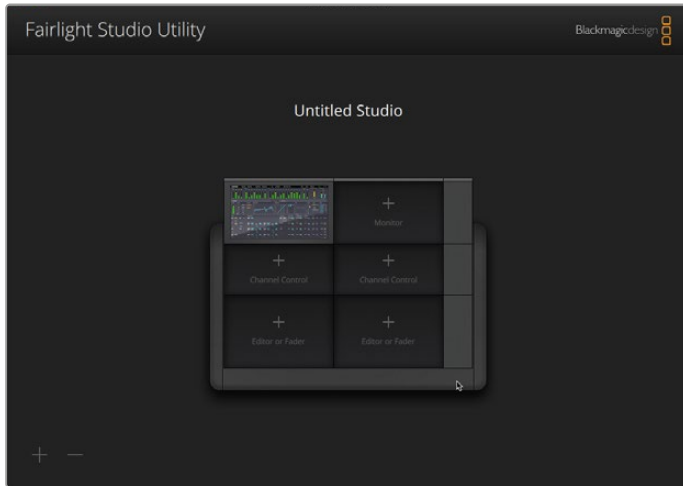 Fairlight Studio Utility
Blackmagicdesign
Untitled Studio
Monitor
Channel Control
Channel Control
Editor or Fader
Editor or Fader